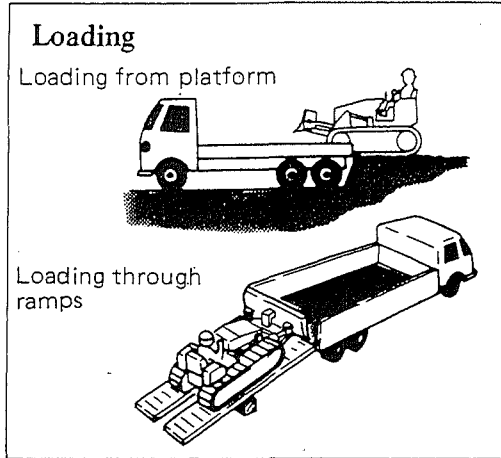 Loading
Loading from platform
Loading through
ramps